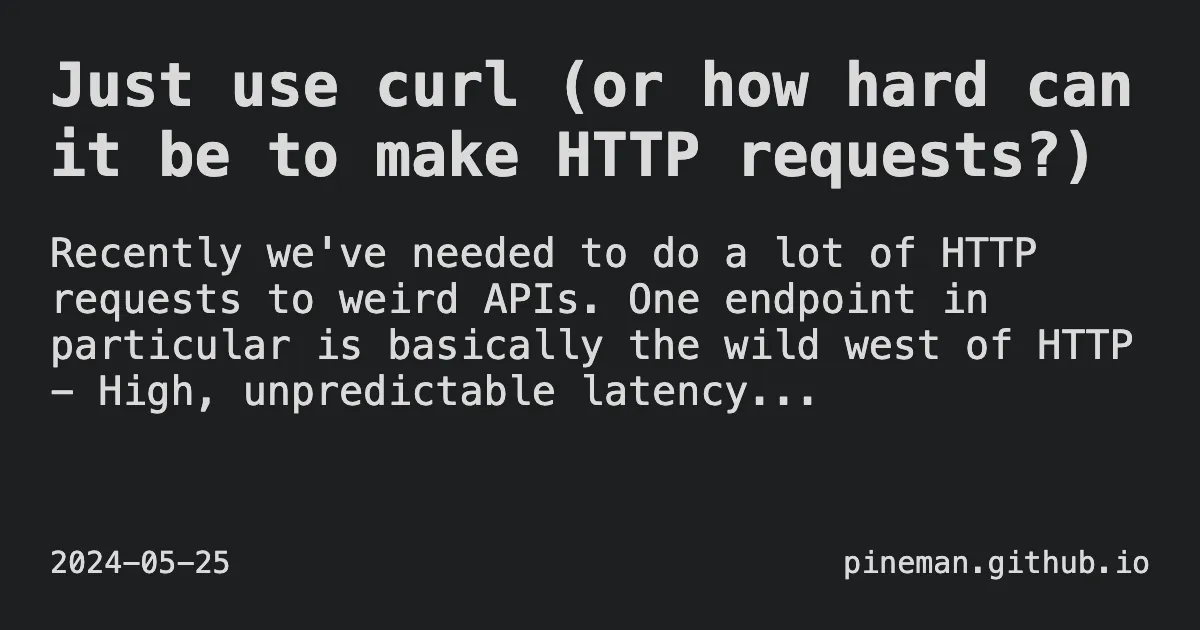 Just use curl (or how hard can
it be to make HTTP requests?)
Recently we've needed to do a lot of HTTP
requests to weird APIs. One endpoint in
particular is basically the wild west of HTTP
– High, unpredictable latency...
2024-05-25
pineman.github.io